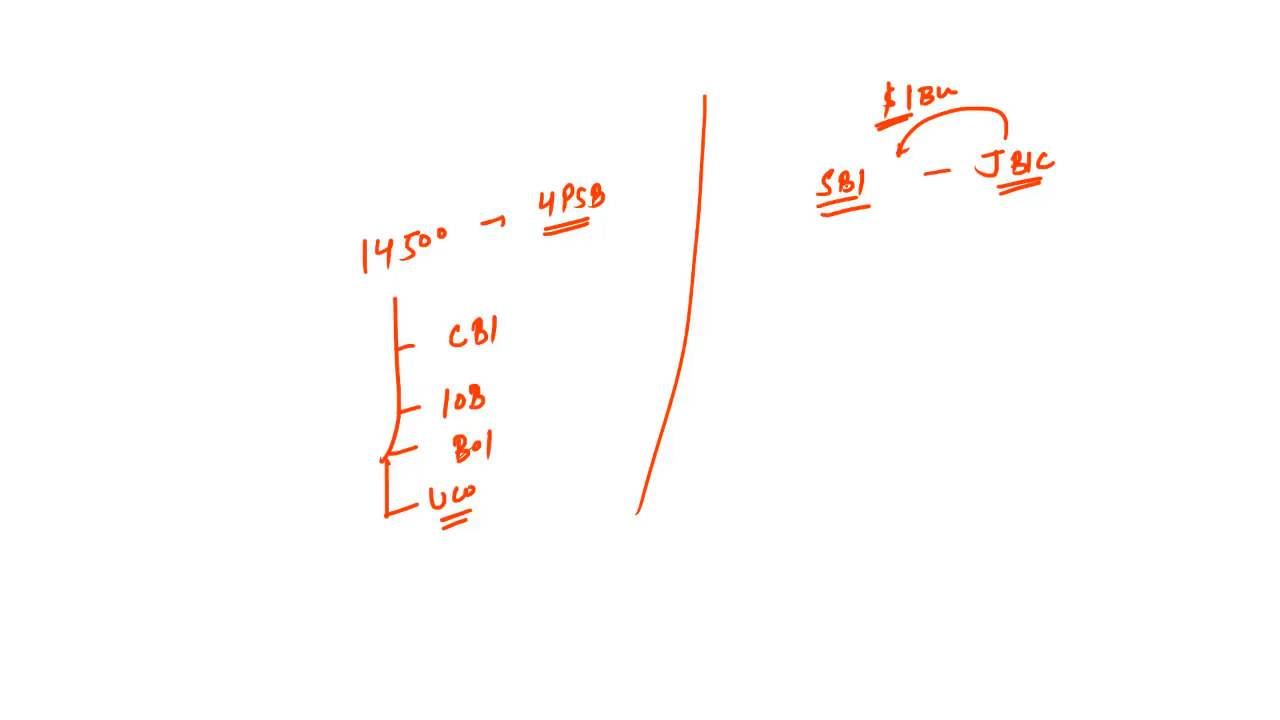 14500 → 4PSB
CBI
IOB
BOI
UCO
$1Bn
SBI - JBIC